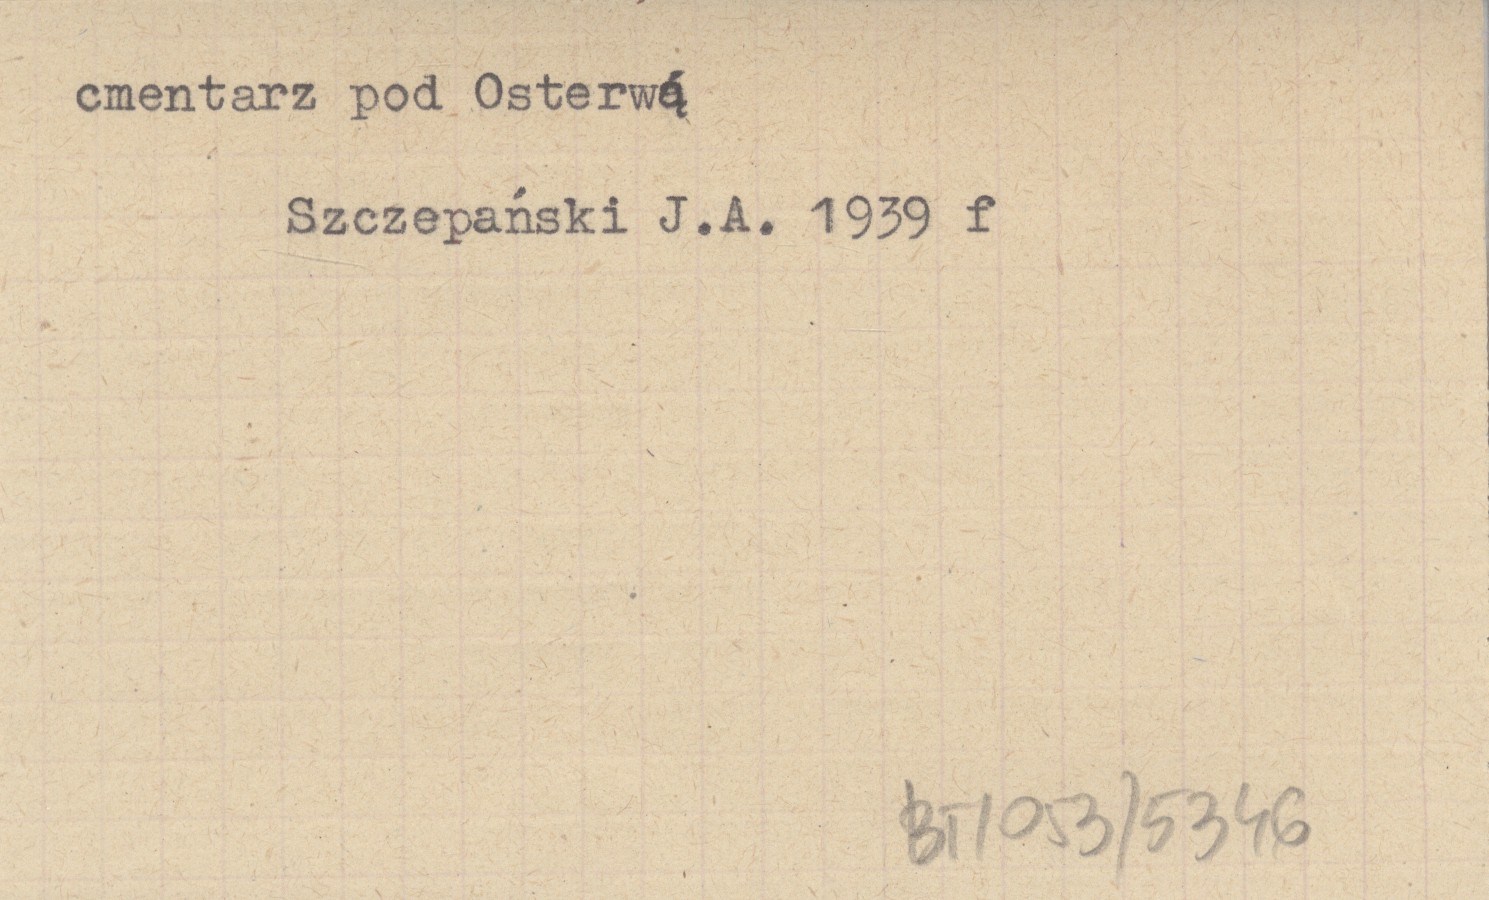 cmentarz pod Osterwą
Szczepański J.A. 1939 f
BT/053/5346